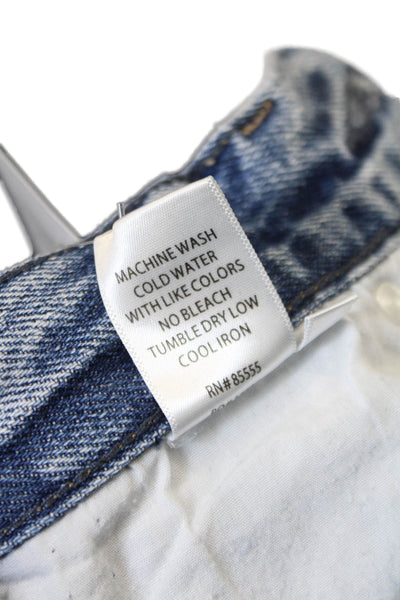 MACHINE WASH
COLD WATER
WITH LIKE COLORS
NO BLEACH
TUMBLE DRY LOW
COOL IRON
RN# 85555